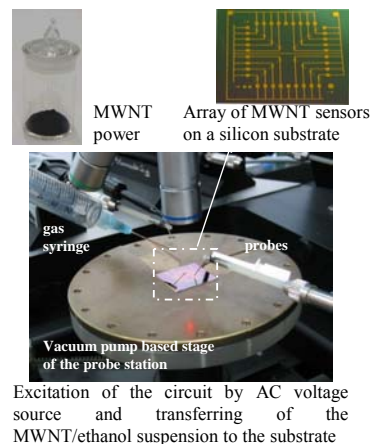 MWNT
power
Array of MWNT sensors
on a silicon substrate
gas
syringe
probes
Vacuum pump based stage
of the probe station
Excitation of the circuit by AC voltage
source and transferring of the
MWNT/ethanol suspension to the substrate